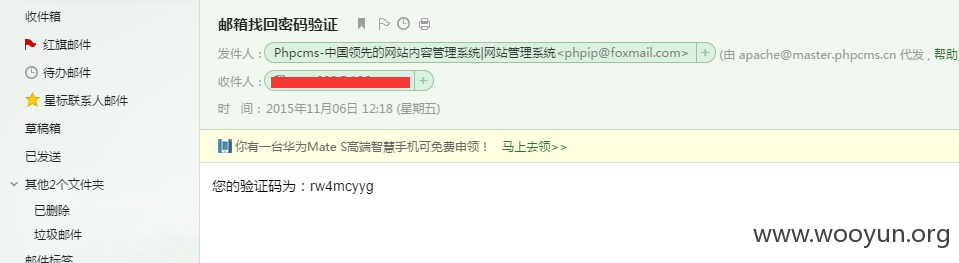 收件箱
红旗邮件
待办邮件
星标联系人邮件
草稿箱
已发送
其他2个文件夹
已删除
垃圾邮件
邮件标签
邮箱找回密码验证
发件人：Phpcms-中国领先的网站内容管理系统|网站管理系统<phpip@foxmail.com> + (由 apache@master.phpcms.cn 代发 , 帮助
收件人： +
时 间：2015年11月06日 12:18 (星期五)
你有一台华为Mate S高端智慧手机可免费申领！ 马上去领>>
您的验证码为：rw4mcyyg
www.wooyun.org